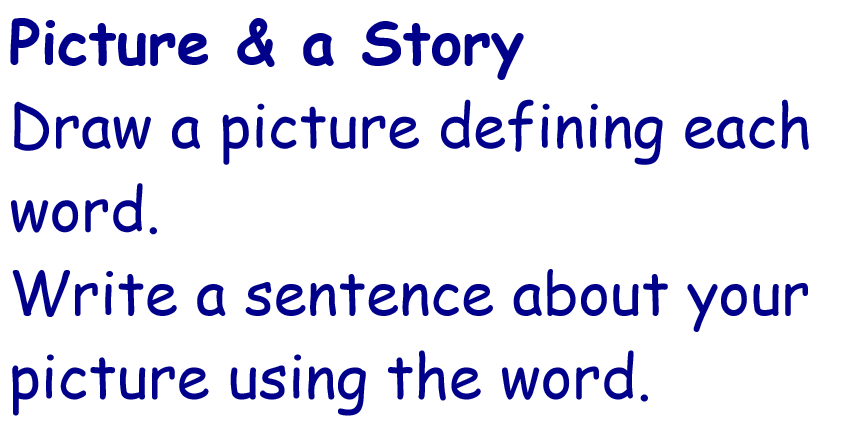 Picture & a Story
Draw a picture defining each
word.
Write a sentence about your
picture using the word.